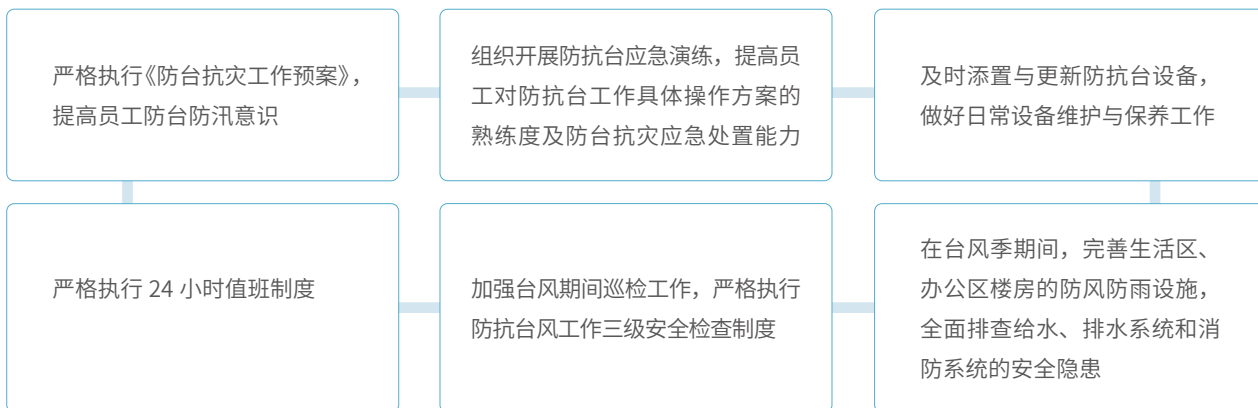 严格执行《防台抗灾工作预案》，
提高员工防台防汛意识
组织开展防抗台应急演练，提高员
工对防抗台工作具体操作方案的
熟练度及防台抗灾应急处置能力
及时添置与更新防抗台设备，
做好日常设备维护与保养工作
严格执行 24 小时值班制度
加强台风期间巡检工作，严格执行
防抗台风工作三级安全检查制度
在台风季期间，完善生活区、
办公区楼房的防风防雨设施，
全面排查给水、排水系统和消
防系统的安全隐患